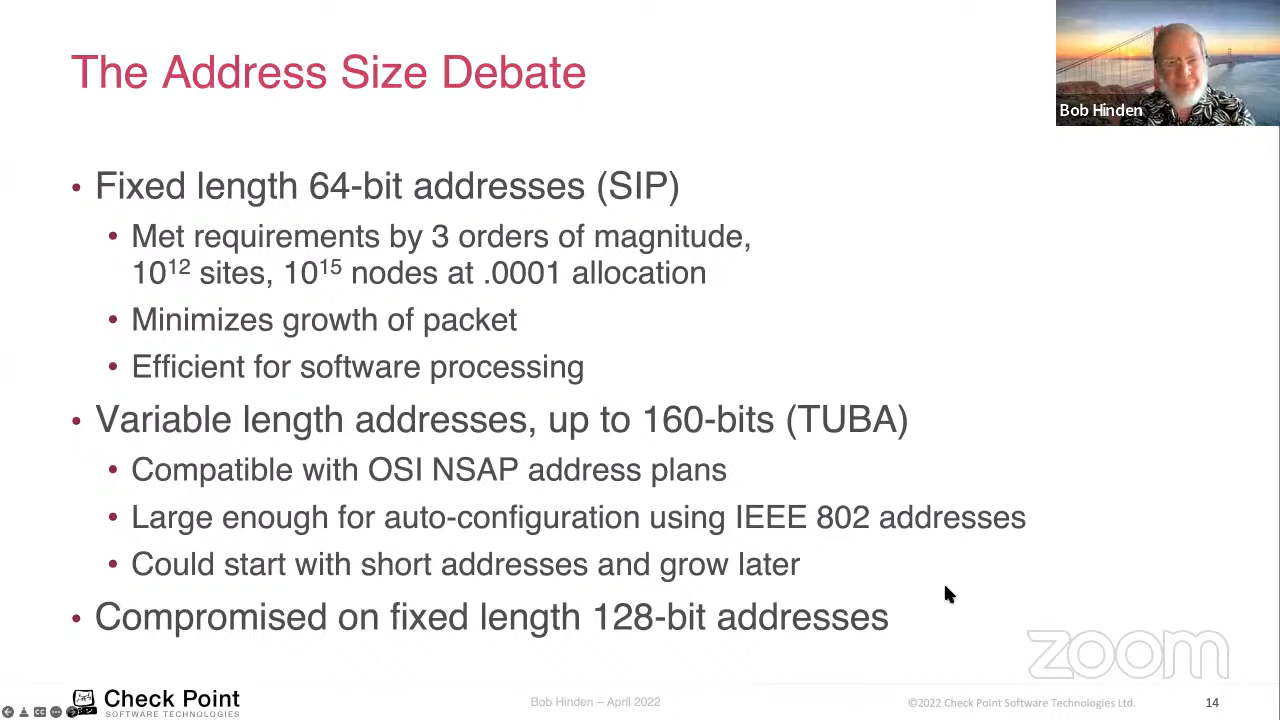 The Address Size Debate
Bob Hinden
• Fixed length 64-bit addresses (SIP)
• Met requirements by 3 orders of magnitude,
10¹² sites, 10¹⁵ nodes at .0001 allocation
• Minimizes growth of packet
• Efficient for software processing
• Variable length addresses, up to 160-bits (TUBA)
• Compatible with OSI NSAP address plans
• Large enough for auto-configuration using IEEE 802 addresses
• Could start with short addresses and grow later
• Compromised on fixed length 128-bit addresses
zoom
Check Point
SOFTWARE TECHNOLOGIES
Bob Hinden – April 2022
©2022 Check Point Software Technologies Ltd.
14